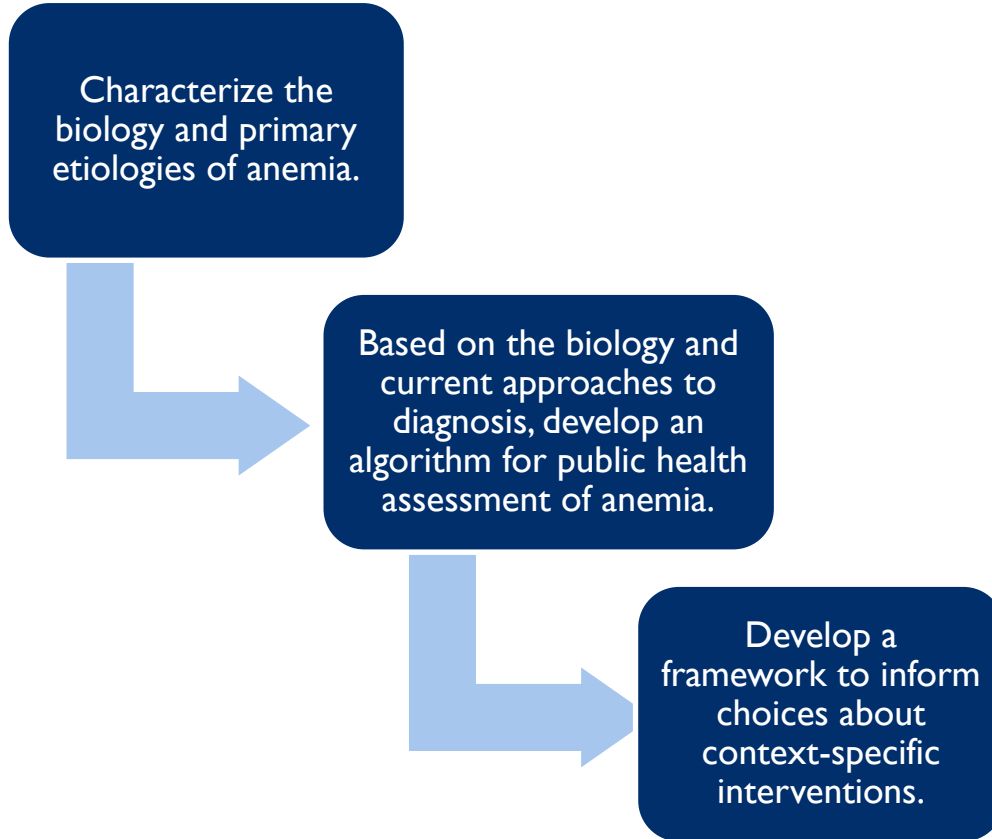 Characterize the
biology and primary
etiologies of anemia.
Based on the biology and
current approaches to
diagnosis, develop an
algorithm for public health
assessment of anemia.
Develop a
framework to inform
choices about
context-specific
interventions.